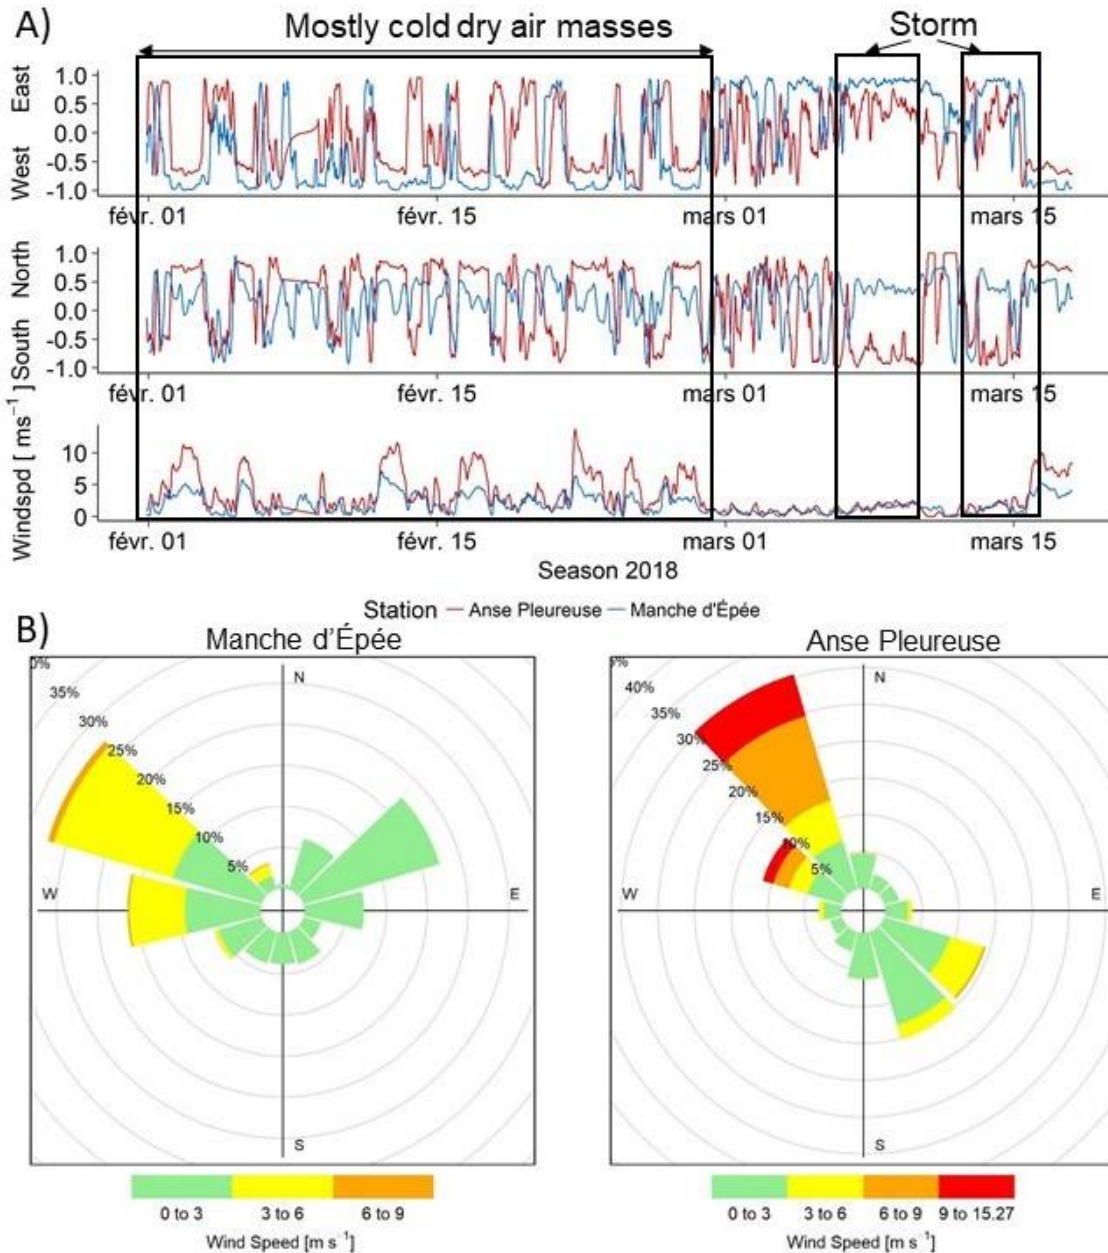 A)
Mostly cold dry air masses
Storm
West East
1.0
0.5
0.0
-0.5
-1.0
févr. 01
févr. 15
mars 01
mars 15
South North
1.0
0.5
0.0
-0.5
-1.0
févr. 01
févr. 15
mars 01
mars 15
Windspd [ ms⁻¹ ]
10
5
0
févr. 01
févr. 15
mars 01
mars 15
Season 2018
Station Anse Pleureuse Manche d'Épée
B)
Manche d'Épée
0%
35%
30%
25%
20%
15%
10%
5%
N
W
E
S
0 to 3 3 to 6 6 to 9
Wind Speed [m s⁻¹]
Anse Pleureuse
40%
35%
30%
25%
20%
15%
10%
5%
N
W
E
S
0 to 3 3 to 6 6 to 9 9 to 15.27
Wind Speed [m s⁻¹]